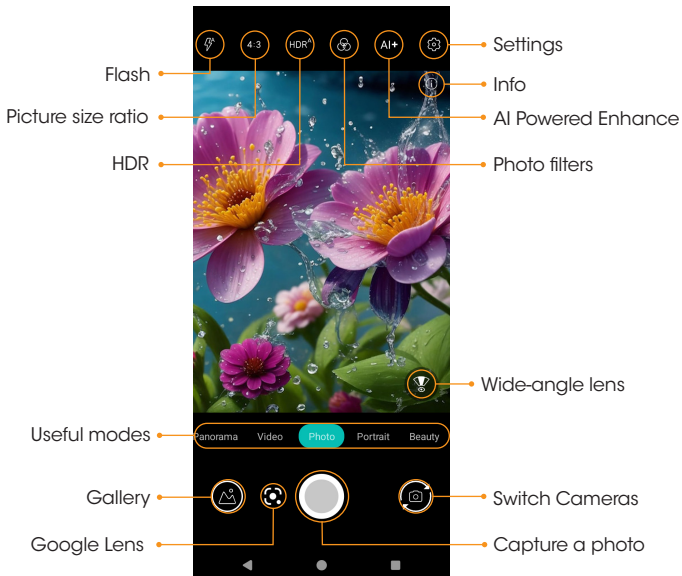 4:3
HDRᴬ
AI+
Settings
Flash
Info
Picture size ratio
AI Powered Enhance
HDR
Photo filters
Wide-angle lens
Useful modes
Panorama Video Photo Portrait Beauty
Gallery
Switch Cameras
Google Lens
Capture a photo